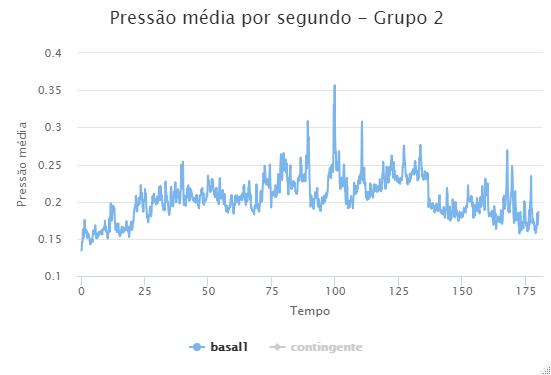 Pressão média por segundo - Grupo 2
0.4
0.35
0.3
0.25
0.2
0.15
0.1
Pressão média
0 25 50 75 100 125 150 175
Tempo
basal1 contingente